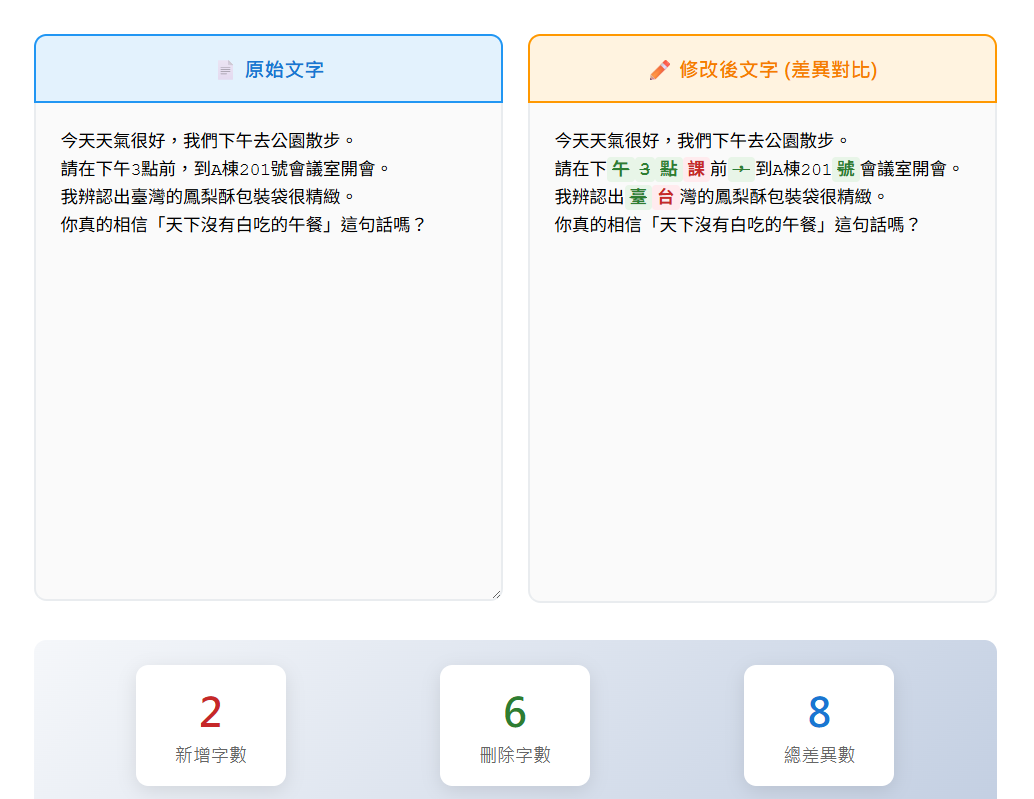 📄 原始文字
今天天氣很好，我們下午去公園散步。
請在下午3點前，到A棟201號會議室開會。
我辨認出臺灣的鳳梨酥包裝袋很精緻。
你真的相信「天下沒有白吃的午餐」這句話嗎？
✏️ 修改後文字 (差異對比)
今天天氣很好，我們下午去公園散步。
請在下午3點課前，到A棟201號會議室開會。
我辨認出臺台灣的鳳梨酥包裝袋很精緻。
你真的相信「天下沒有白吃的午餐」這句話嗎？
2
新增字數
6
刪除字數
8
總差異數